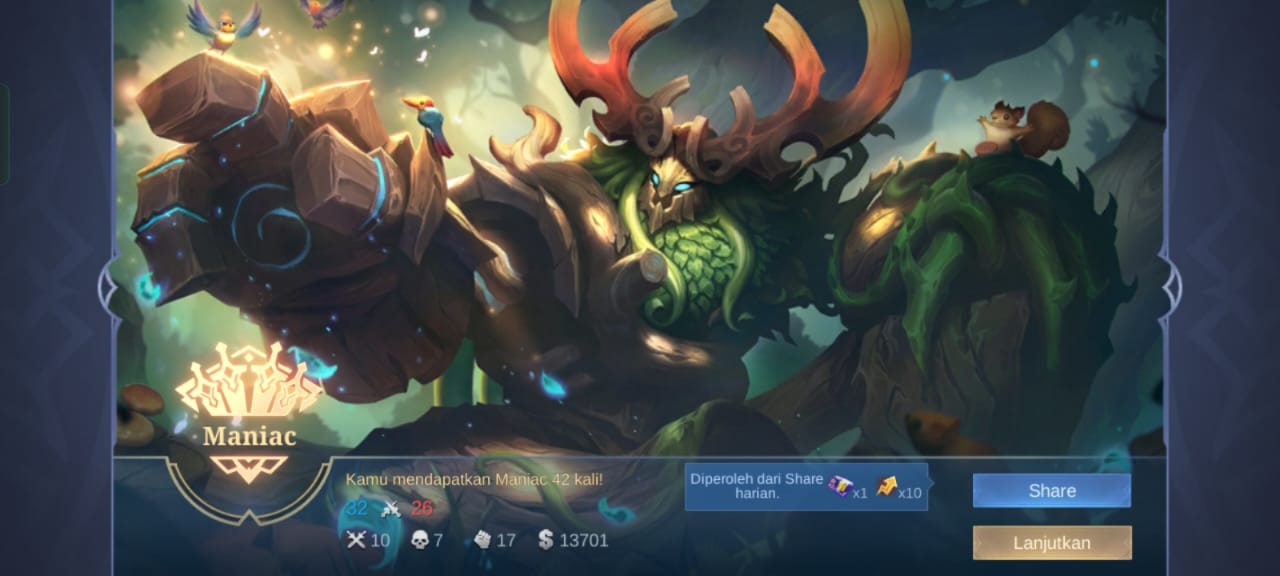 Maniac
Kamu mendapatkan Maniac 42 kali!
32 26
10 7 17 13701
Diperoleh dari Share
harian.
x1 x10
Share
Lanjutkan